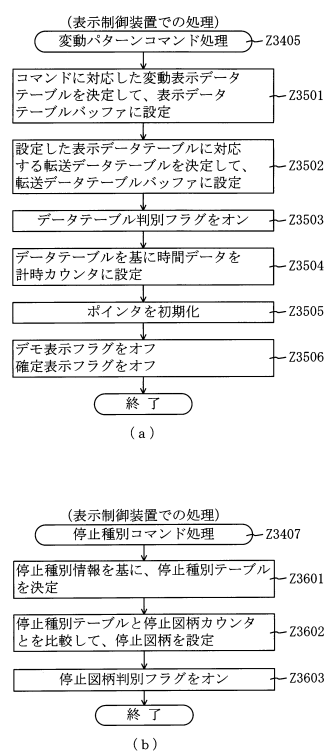 (表示制御装置での処理)
変動パターンコマンド処理 Z3405
コマンドに対応した変動表示データ
テーブルを決定して、表示データ
テーブルバッファに設定
Z3501
設定した表示データテーブルに対応
する転送データテーブルを決定して、
転送データテーブルバッファに設定
Z3502
データテーブル判別フラグをオン Z3503
データテーブルを基に時間データを
計時カウンタに設定
Z3504
ポインタを初期化 Z3505
デモ表示フラグをオフ
確定表示フラグをオフ
Z3506
終了
(a)
(表示制御装置での処理)
停止種別コマンド処理 Z3407
停止種別情報を基に、停止種別テーブル
を決定
Z3601
停止種別テーブルと停止図柄カウンタ
とを比較して、停止図柄を設定
Z3602
停止図柄判別フラグをオン Z3603
終了
(b)